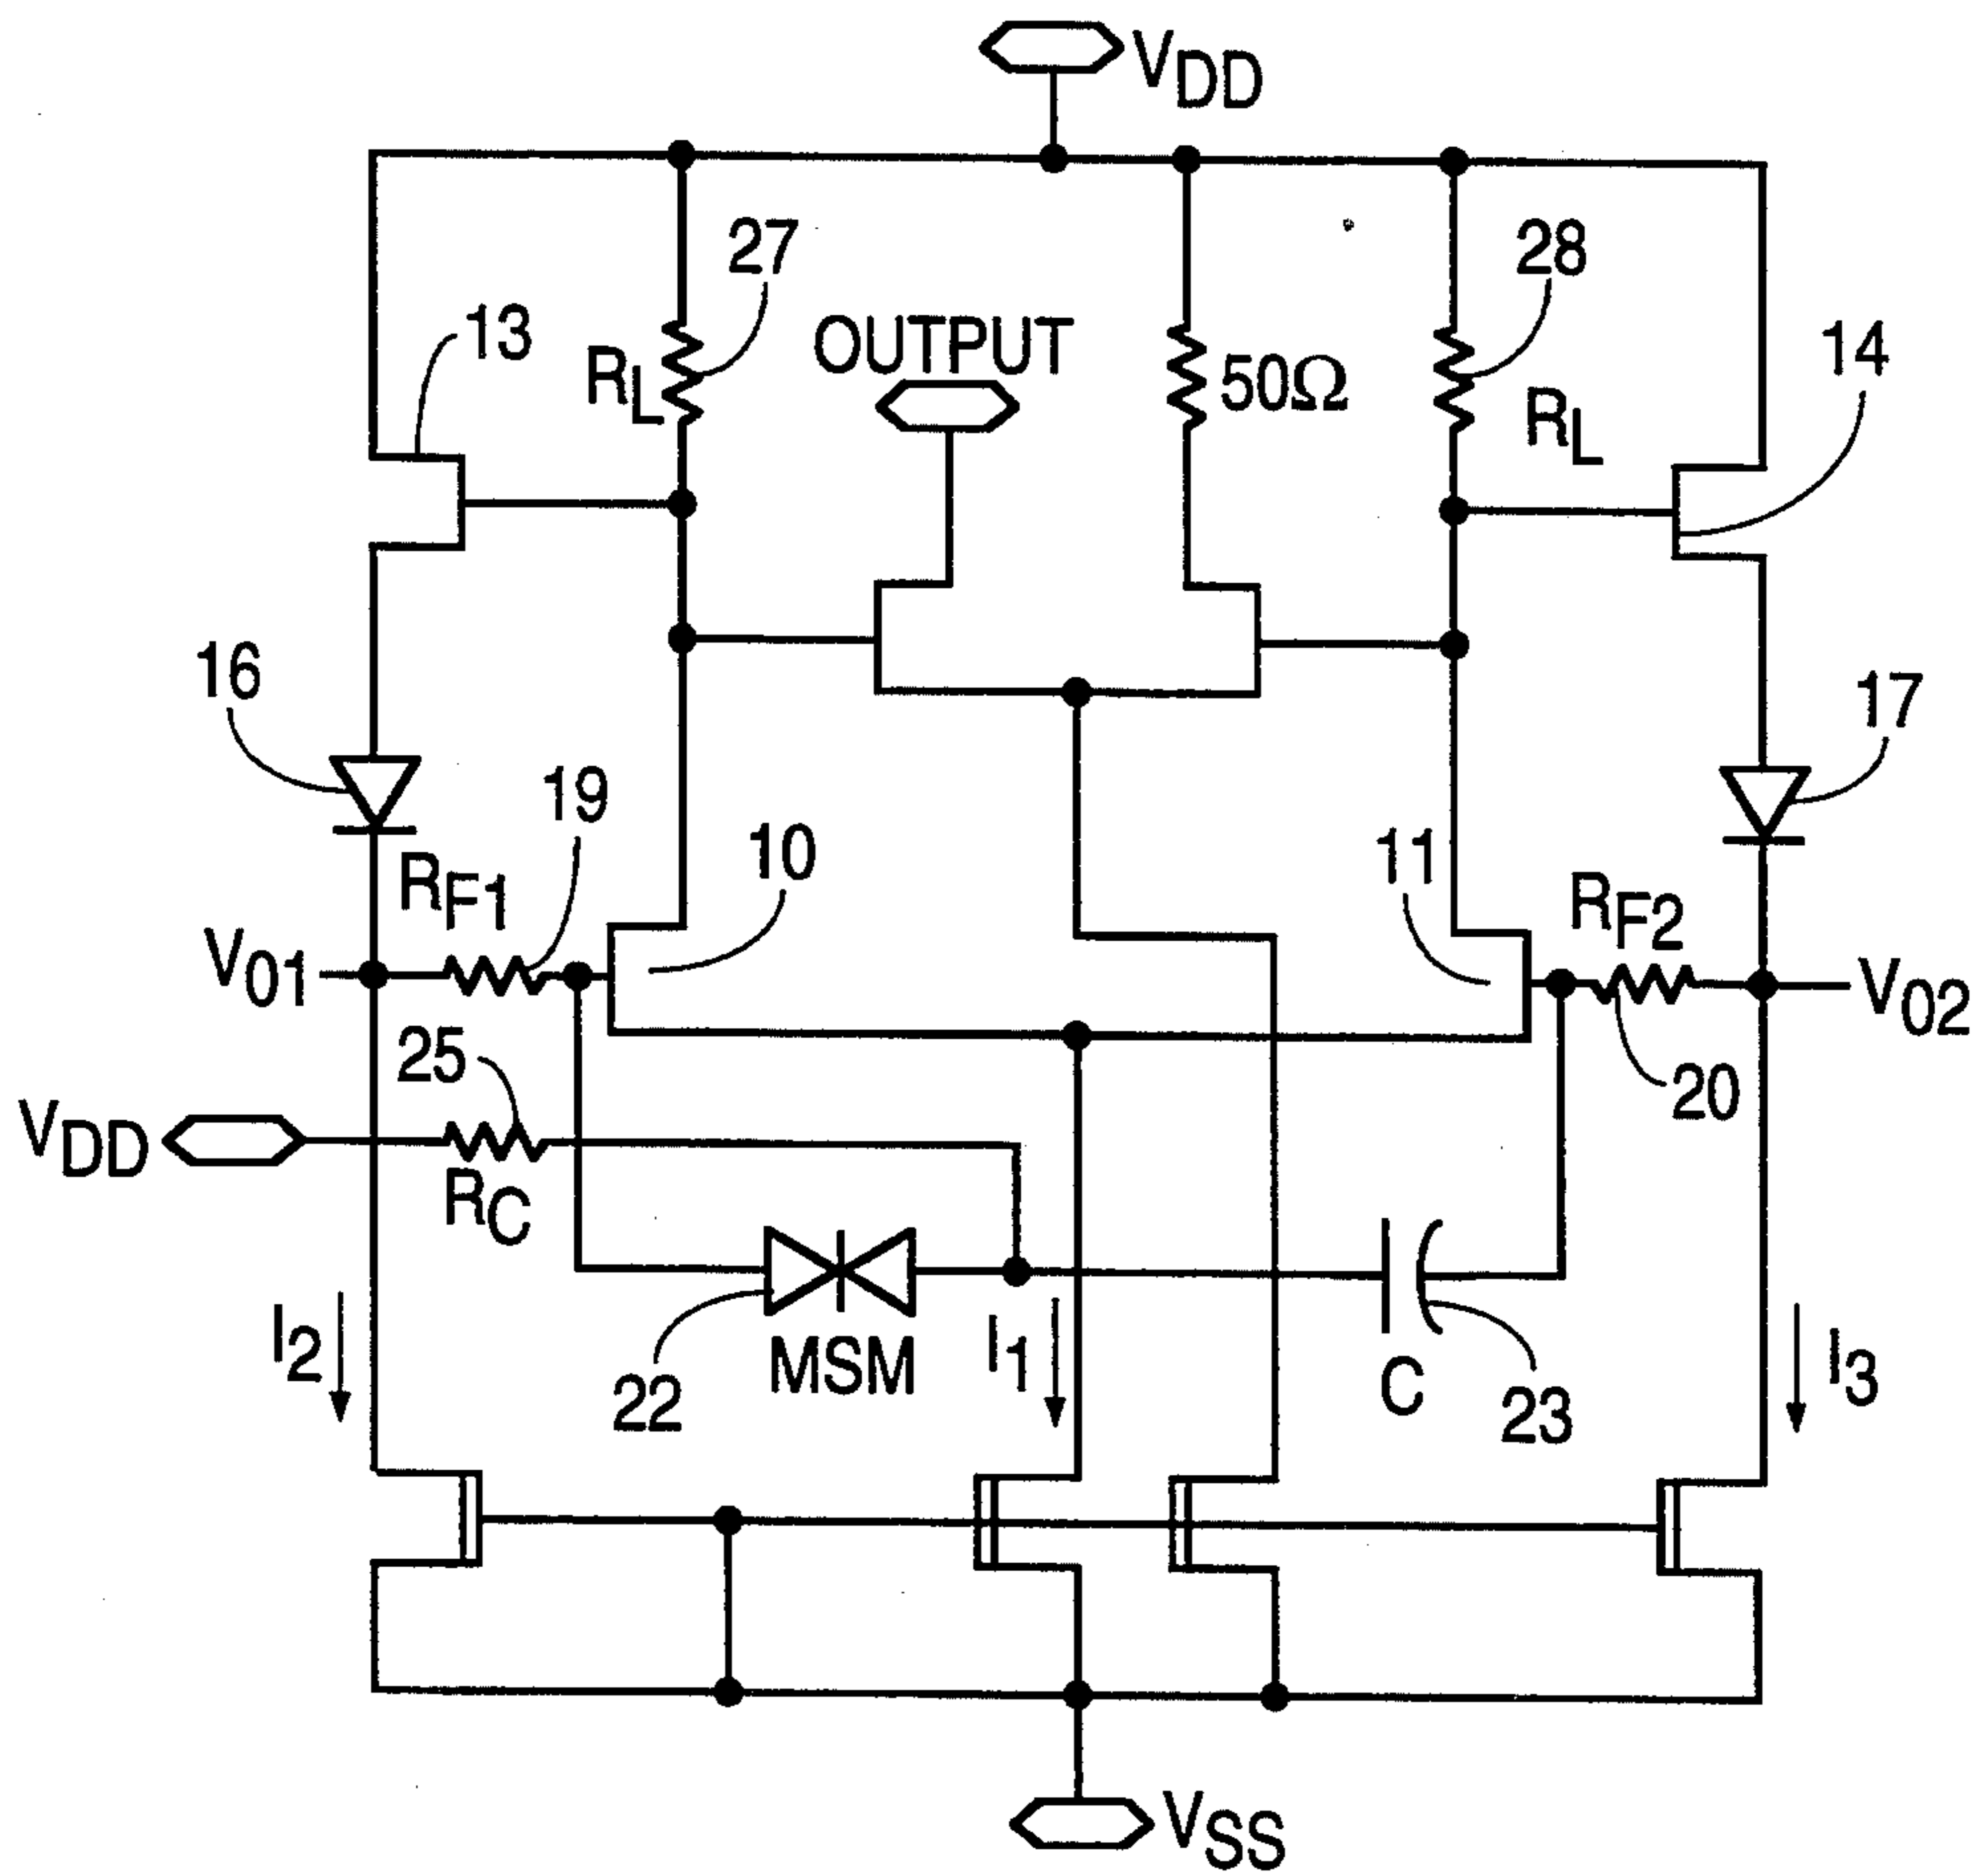 VDD
27
28
13
RL
OUTPUT
50Ω
RL
14
16
17
19
10
11
RF1
RF2
V01
V02
25
20
VDD
RC
I2
22
MSM
I1
C
23
I3
VSS